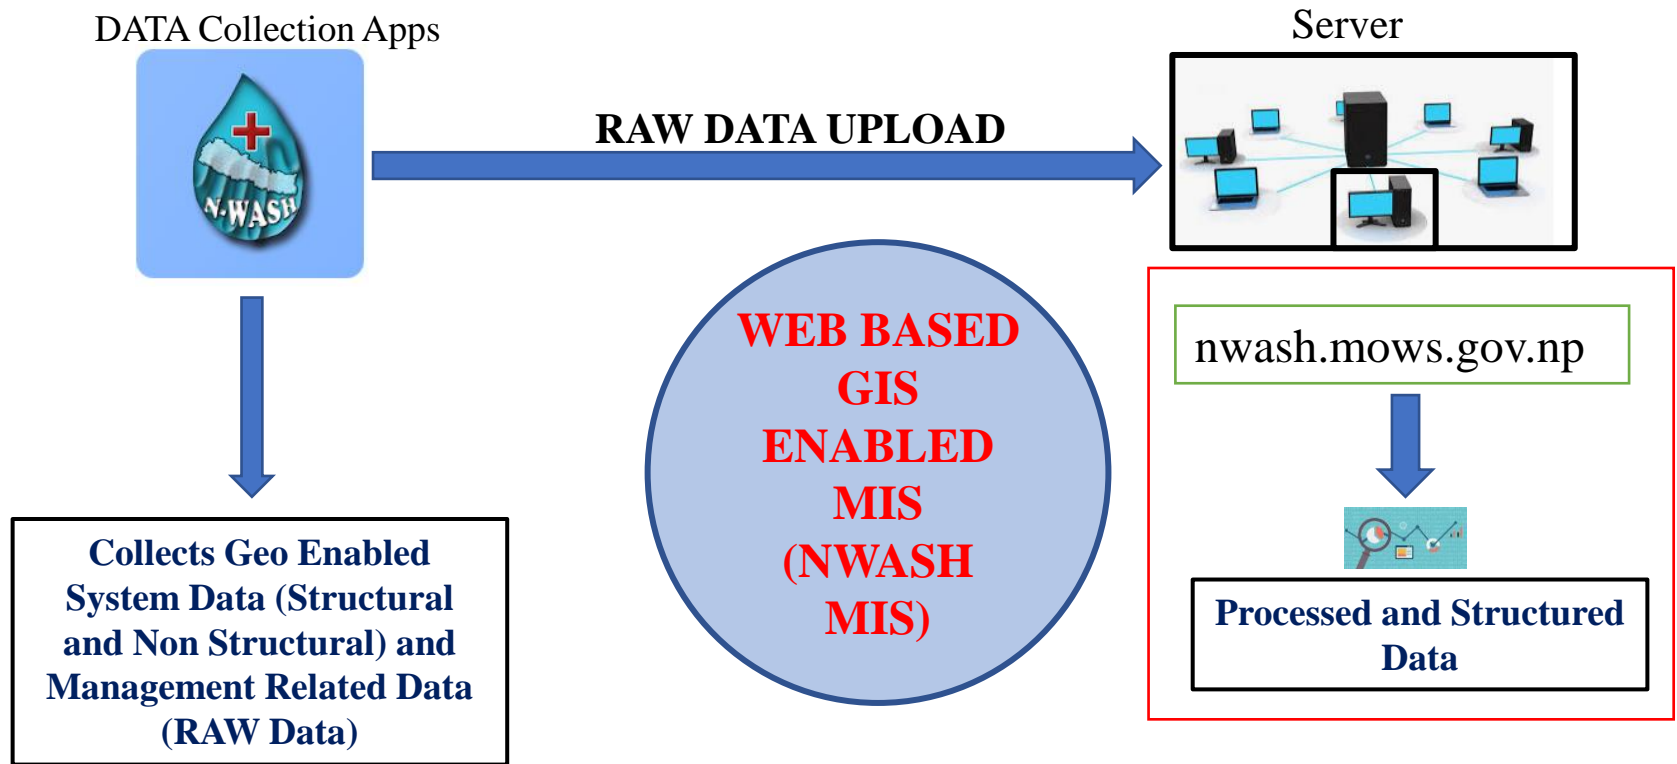 DATA Collection Apps
Server
N-WASH
RAW DATA UPLOAD
WEB BASED
GIS
ENABLED
MIS
(NWASH
MIS)
nwash.mows.gov.np
Collects Geo Enabled
System Data (Structural
and Non Structural) and
Management Related Data
(RAW Data)
Processed and Structured
Data